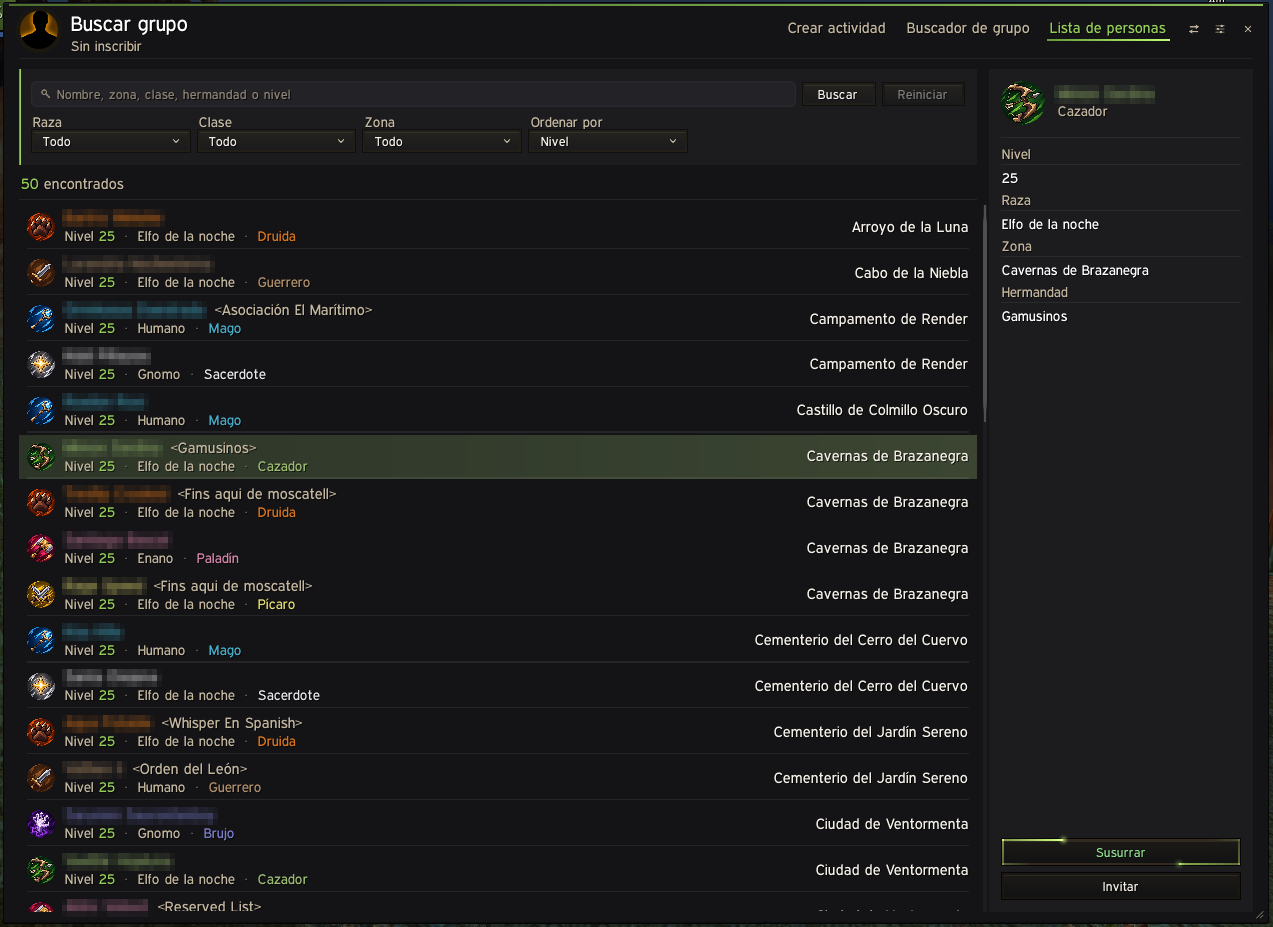 Buscar grupo
Sin inscribir
Crear actividad
Buscador de grupo
Lista de personas
Nombre, zona, clase, hermandad o nivel
Buscar
Reiniciar
Raza
Clase
Zona
Ordenar por
Todo
Todo
Todo
Nivel
50 encontrados
Nivel 25 · Elfo de la noche · Druida
Arroyo de la Luna
Nivel 25 · Elfo de la noche · Guerrero
Cabo de la Niebla
<Asociación El Marítimo>
Nivel 25 · Humano · Mago
Campamento de Render
Nivel 25 · Gnomo · Sacerdote
Campamento de Render
Nivel 25 · Humano · Mago
Castillo de Colmillo Oscuro
<Gamusinos>
Nivel 25 · Elfo de la noche · Cazador
Cavernas de Brazanegra
<Fins aqui de moscatell>
Nivel 25 · Elfo de la noche · Druida
Cavernas de Brazanegra
Nivel 25 · Enano · Paladín
Cavernas de Brazanegra
<Fins aqui de moscatell>
Nivel 25 · Elfo de la noche · Pícaro
Cavernas de Brazanegra
Nivel 25 · Humano · Mago
Cementerio del Cerro del Cuervo
Nivel 25 · Elfo de la noche · Sacerdote
Cementerio del Cerro del Cuervo
<Whisper En Spanish>
Nivel 25 · Elfo de la noche · Druida
Cementerio del Jardín Sereno
<Orden del León>
Nivel 25 · Humano · Guerrero
Cementerio del Jardín Sereno
Nivel 25 · Gnomo · Brujo
Ciudad de Ventormenta
Nivel 25 · Elfo de la noche · Cazador
Ciudad de Ventormenta
<Reserved List>
Cazador
Nivel
25
Raza
Elfo de la noche
Zona
Cavernas de Brazanegra
Hermandad
Gamusinos
Susurrar
Invitar